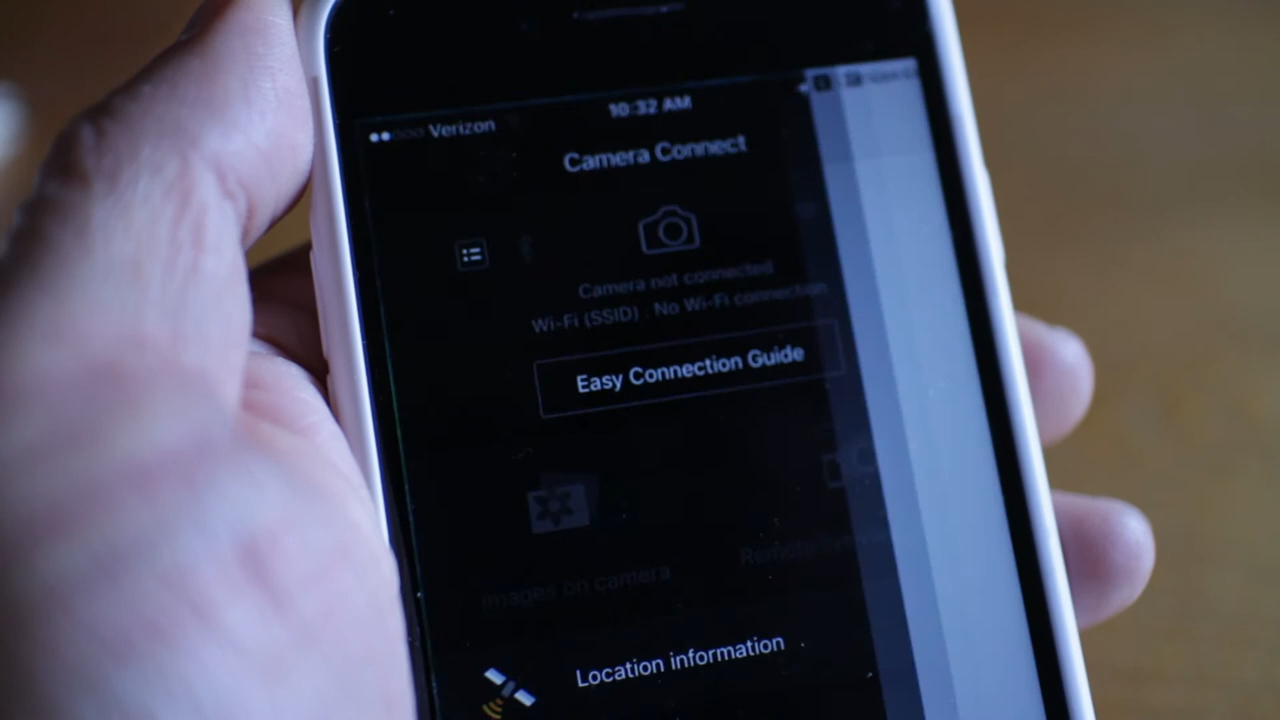 Verizon
10:32 AM
Camera Connect
Camera not connected
Wi-Fi (SSID) : No Wi-Fi connection
Easy Connection Guide
Images on camera
Remote
Location information